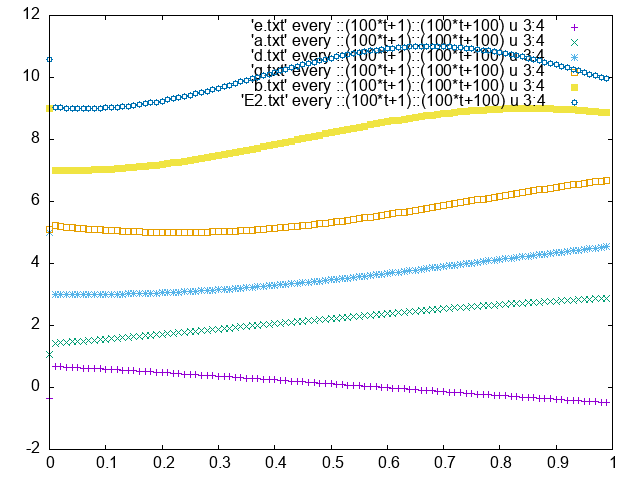 12
10
8
6
4
2
0
-2
'e.txt' every ::(100*t+1)::(100*t+100) u 3:4
'a.txt' every ::(100*t+1)::(100*t+100) u 3:4
'd.txt' every ::(100*t+1)::(100*t+100) u 3:4
'g.txt' every ::(100*t+1)::(100*t+100) u 3:4
'b.txt' every ::(100*t+1)::(100*t+100) u 3:4
'E2.txt' every ::(100*t+1)::(100*t+100) u 3:4
0 0.1 0.2 0.3 0.4 0.5 0.6 0.7 0.8 0.9 1